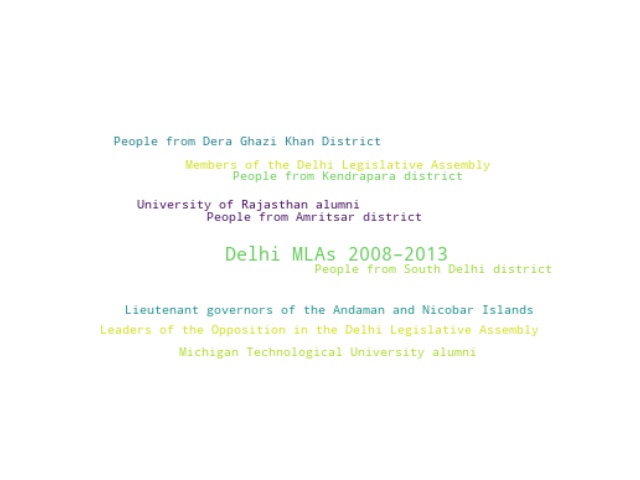 People from Dera Ghazi Khan District
Members of the Delhi Legislative Assembly
People from Kendrapara district
University of Rajasthan alumni
People from Amritsar district
Delhi MLAs 2008–2013
People from South Delhi district
Lieutenant governors of the Andaman and Nicobar Islands
Leaders of the Opposition in the Delhi Legislative Assembly
Michigan Technological University alumni